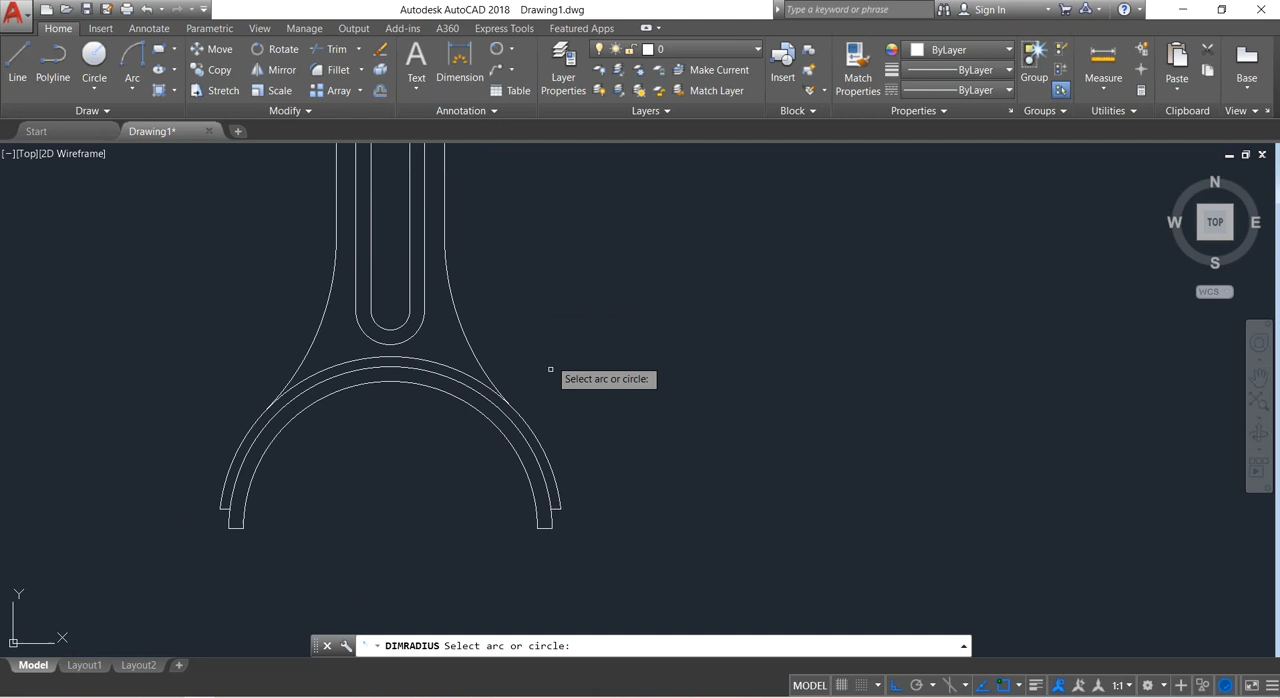 Autodesk AutoCAD 2018 Drawing1.dwg
Type a keyword or phrase
Sign In
Home Insert Annotate Parametric View Manage Output Add-ins A360 Express Tools Featured Apps
Line Polyline Circle Arc
Move Rotate Trim
Copy Mirror Fillet
Stretch Scale Array
Text Dimension Table
Layer Properties
0
Make Current
Match Layer
Insert
Match Properties
ByLayer
ByLayer
ByLayer
Group
Measure
Paste
Base
Draw Modify Annotation Layers Block Properties Groups Utilities Clipboard View
Start Drawing1*
[−][Top][2D Wireframe]
N
W TOP E
S
WCS
Select arc or circle:
Y
X
DIMRADIUS Select arc or circle:
Model Layout1 Layout2
MODEL 1:1